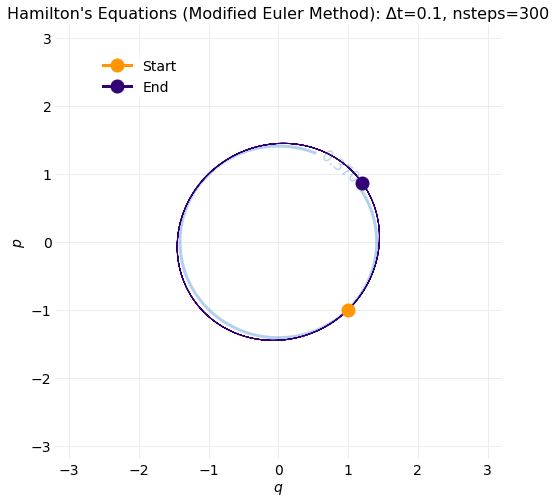 Hamilton's Equations (Modified Euler Method): Δt=0.1, nsteps=300
3
2
1
0
−1
−2
−3
p
Start
End
−3
−2
−1
0
1
2
3
q